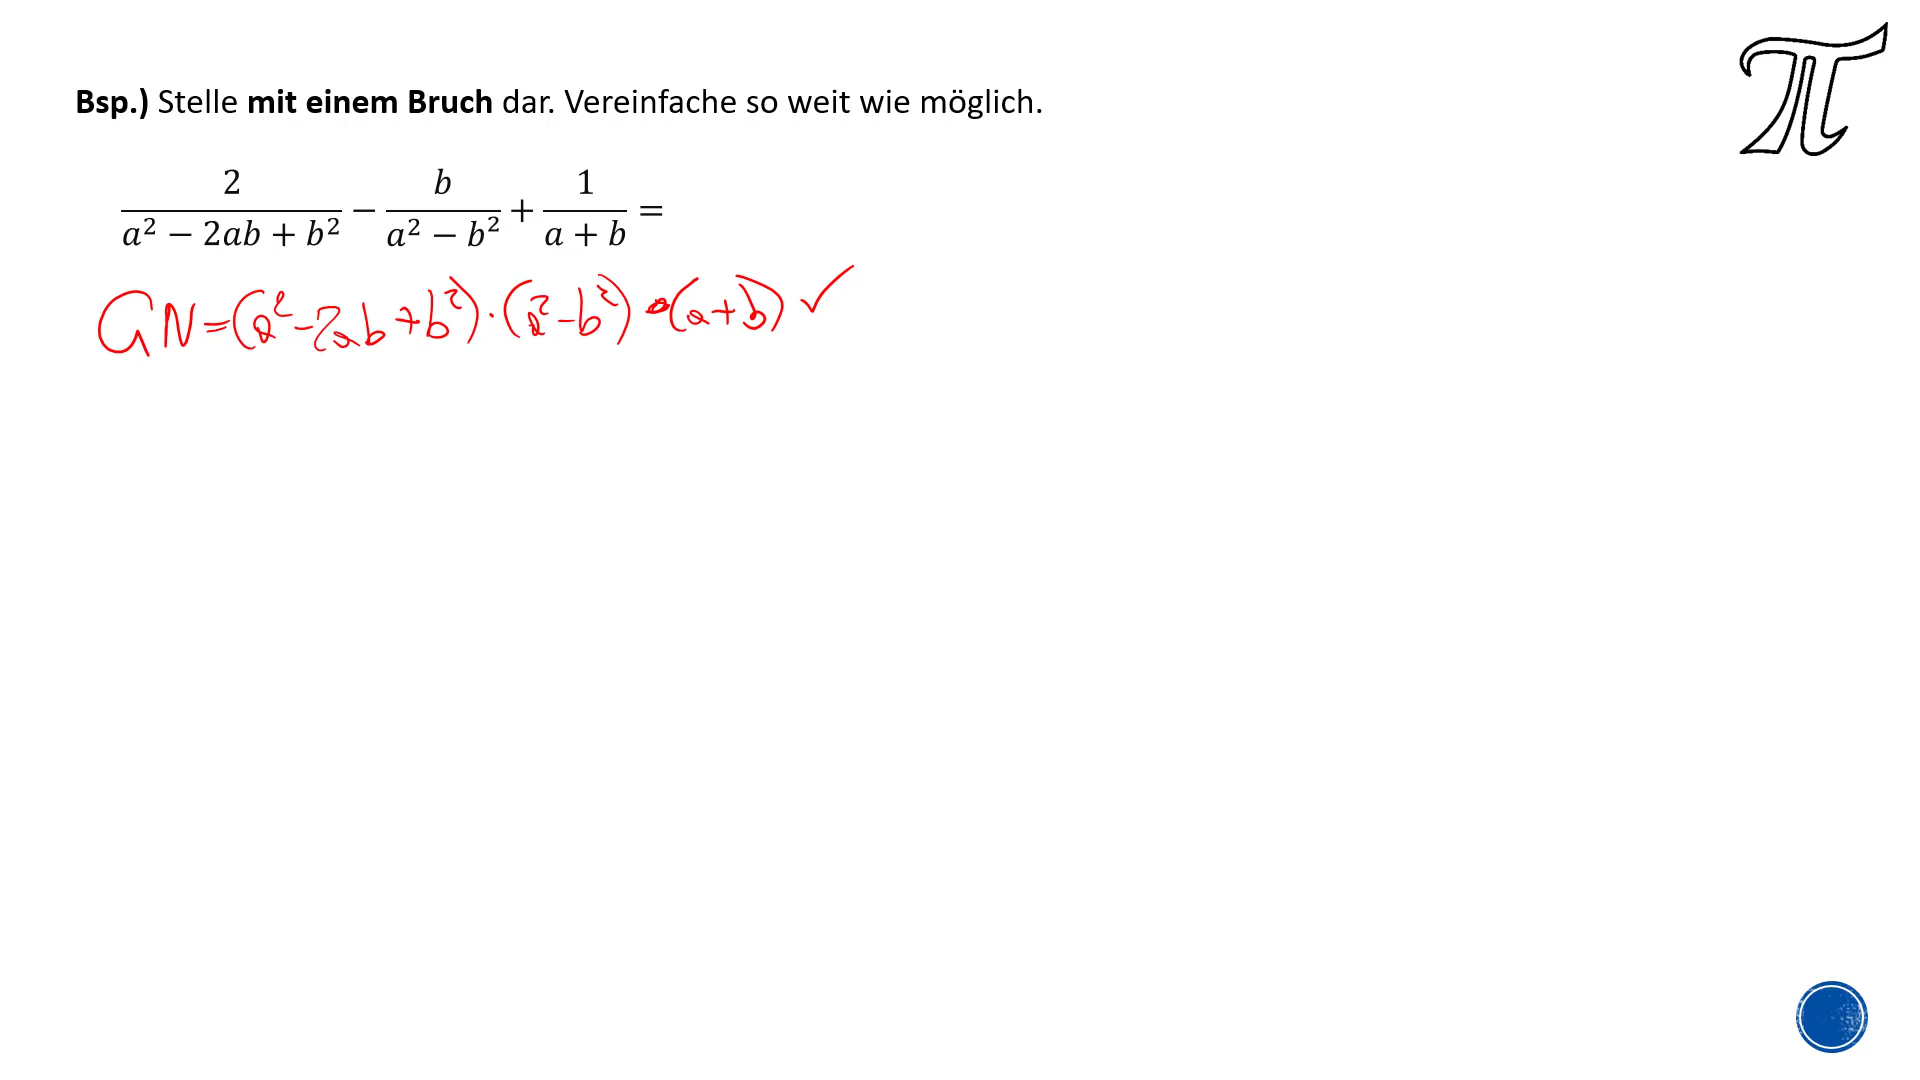 Bsp.) Stelle mit einem Bruch dar. Vereinfache so weit wie möglich.
2/(a² − 2ab + b²) − b/(a² − b²) + 1/(a + b) =
GN=(a²-2ab+b²)·(a²-b²)·(a+b) ✓